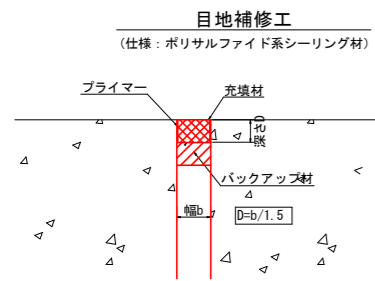 目地補修工
(仕様：ポリサルファイド系シーリング材)
プライマー
充填材
深さD
バックアップ材
幅b
D=b/1.5